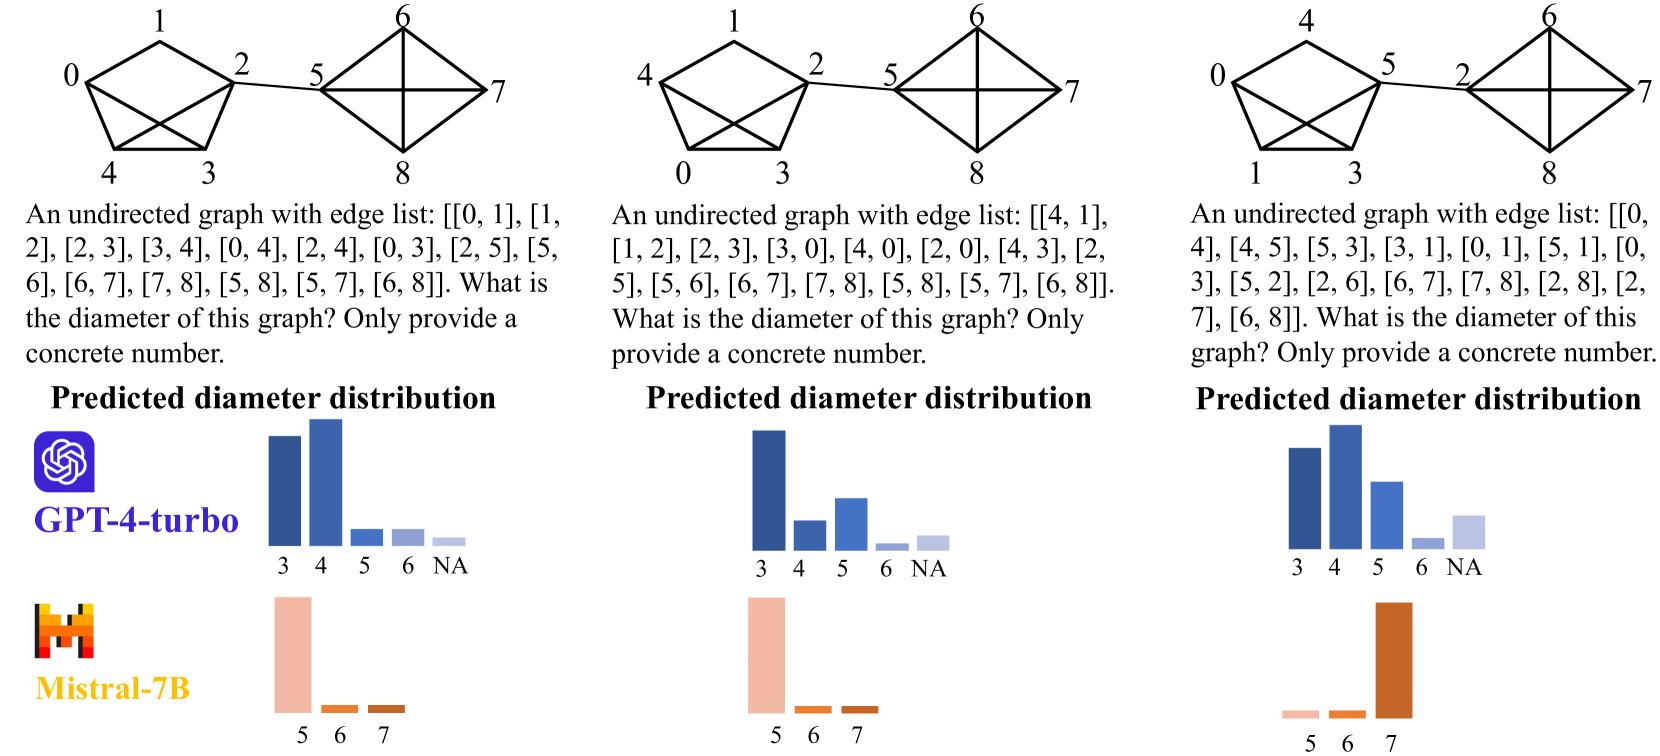 1
0
2
4
3
5
6
7
8
1
4
2
0
3
5
6
7
8
4
0
5
1
3
2
6
7
8
An undirected graph with edge list: [[0, 1], [1,
2], [2, 3], [3, 4], [0, 4], [2, 4], [0, 3], [2, 5], [5,
6], [6, 7], [7, 8], [5, 8], [5, 7], [6, 8]]. What is
the diameter of this graph? Only provide a
concrete number.
An undirected graph with edge list: [[4, 1],
[1, 2], [2, 3], [3, 0], [4, 0], [2, 0], [4, 3], [2,
5], [5, 6], [6, 7], [7, 8], [5, 8], [5, 7], [6, 8]].
What is the diameter of this graph? Only
provide a concrete number.
An undirected graph with edge list: [[0,
4], [4, 5], [5, 3], [3, 1], [0, 1], [5, 1], [0,
3], [5, 2], [2, 6], [6, 7], [7, 8], [2, 8], [2,
7], [6, 8]]. What is the diameter of this
graph? Only provide a concrete number.
Predicted diameter distribution
Predicted diameter distribution
Predicted diameter distribution
GPT-4-turbo
3 4 5 6 NA
3 4 5 6 NA
3 4 5 6 NA
Mistral-7B
5 6 7
5 6 7
5 6 7